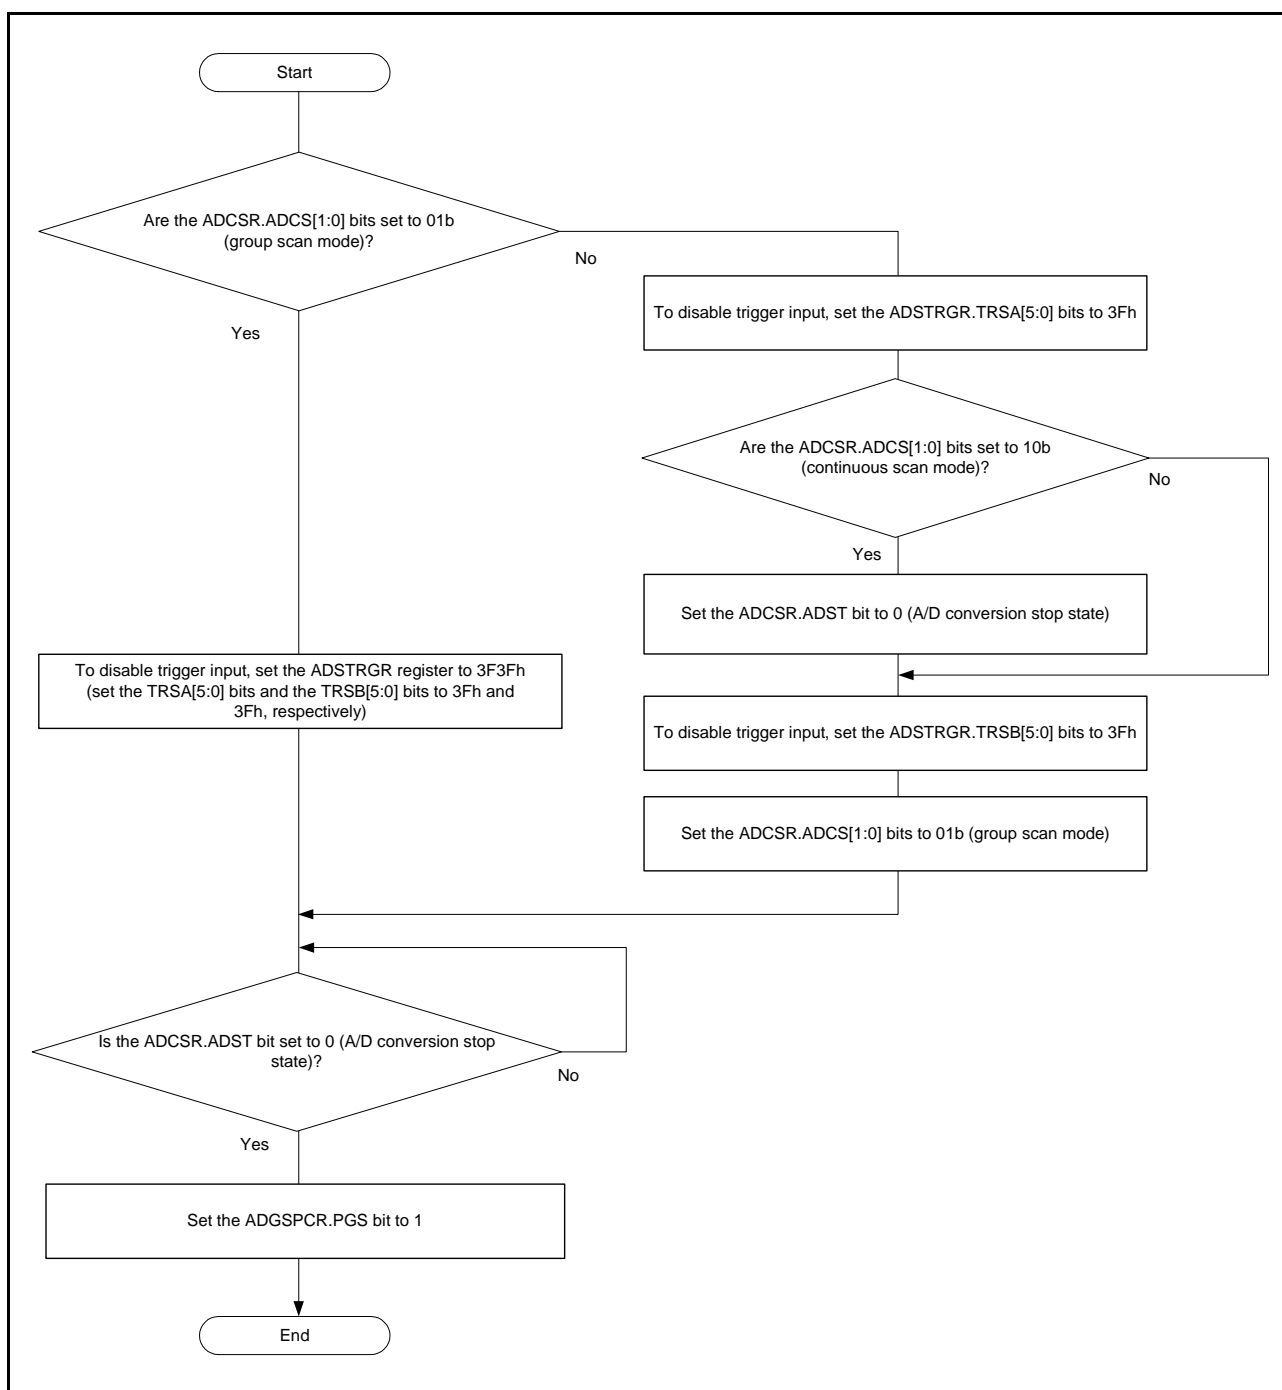 Start
Are the ADCSR.ADCS[1:0] bits set to 01b
(group scan mode)?
No
Yes
To disable trigger input, set the ADSTRGR.TRSA[5:0] bits to 3Fh
Are the ADCSR.ADCS[1:0] bits set to 10b
(continuous scan mode)?
No
Yes
Set the ADCSR.ADST bit to 0 (A/D conversion stop state)
To disable trigger input, set the ADSTRGR register to 3F3Fh
(set the TRSA[5:0] bits and the TRSB[5:0] bits to 3Fh and
3Fh, respectively)
To disable trigger input, set the ADSTRGR.TRSB[5:0] bits to 3Fh
Set the ADCSR.ADCS[1:0] bits to 01b (group scan mode)
Is the ADCSR.ADST bit set to 0 (A/D conversion stop
state)?
No
Yes
Set the ADGSPCR.PGS bit to 1
End